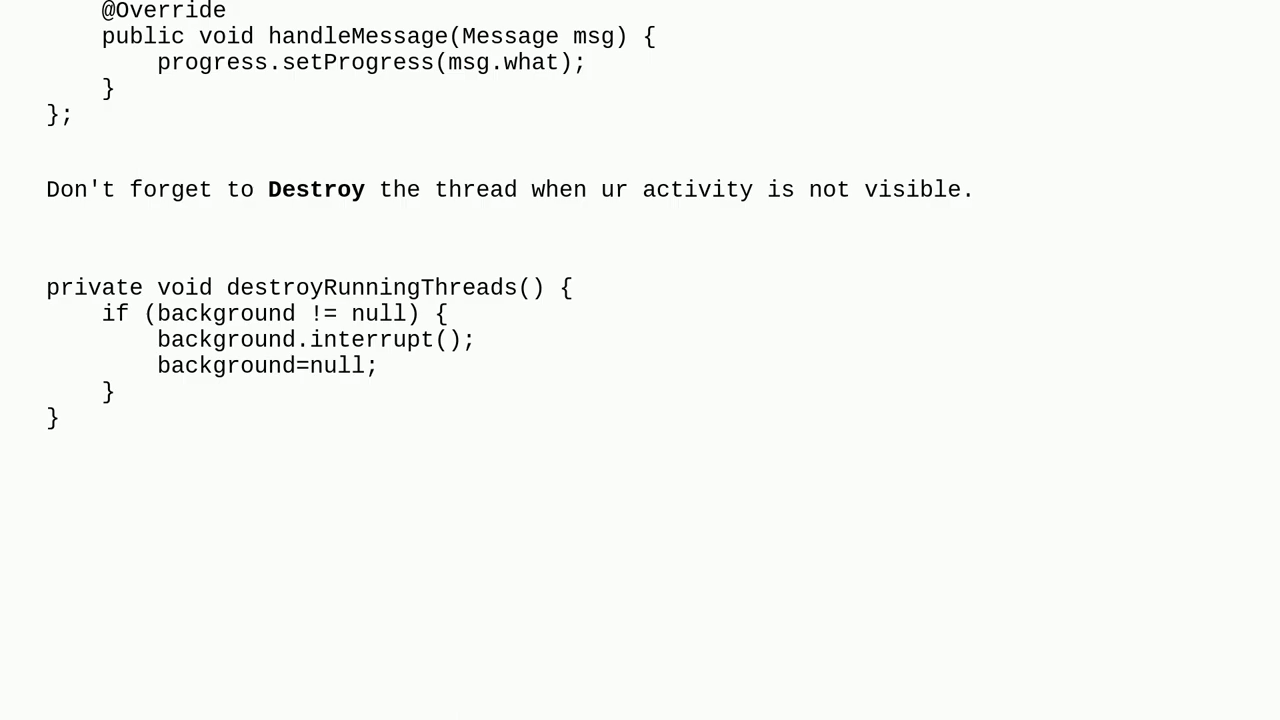 @Override
public void handleMessage(Message msg) {
progress.setProgress(msg.what);
}
};
Don't forget to Destroy the thread when ur activity is not visible.
private void destroyRunningThreads() {
if (background != null) {
background.interrupt();
background=null;
}
}